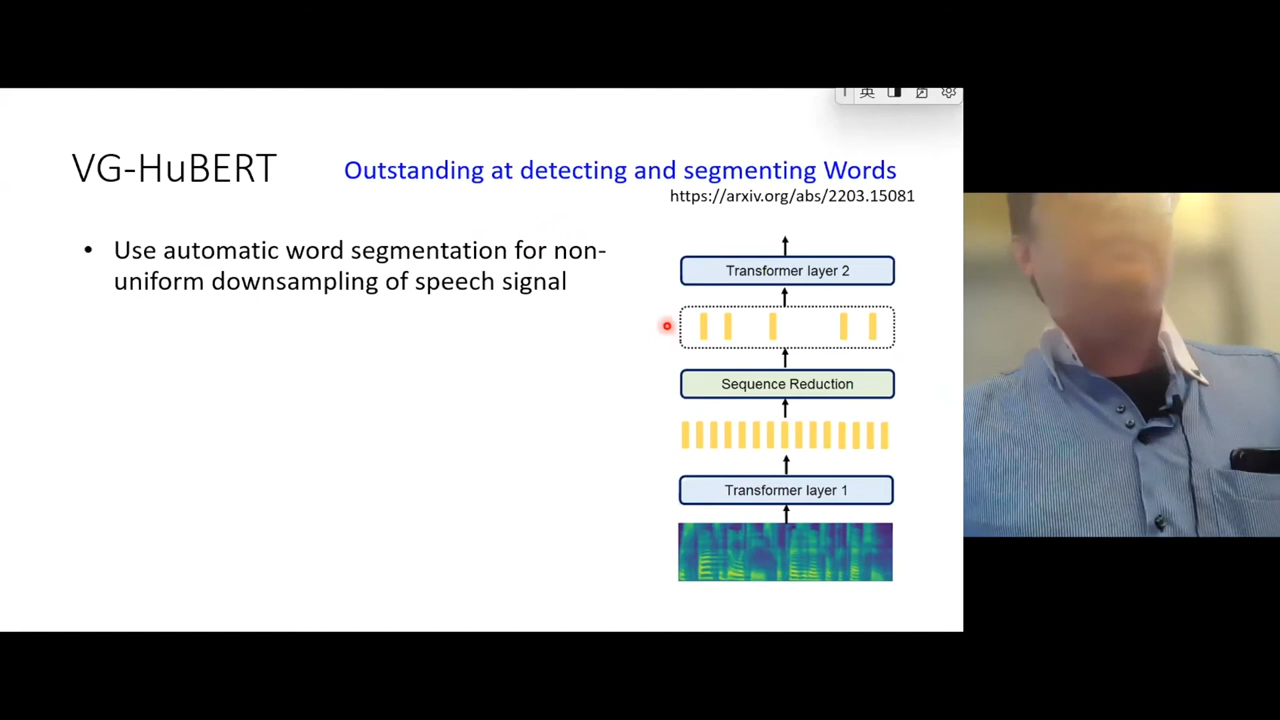 英
VG-HuBERT
Outstanding at detecting and segmenting Words
https://arxiv.org/abs/2203.15081
• Use automatic word segmentation for non-
uniform downsampling of speech signal
Transformer layer 2
Sequence Reduction
Transformer layer 1